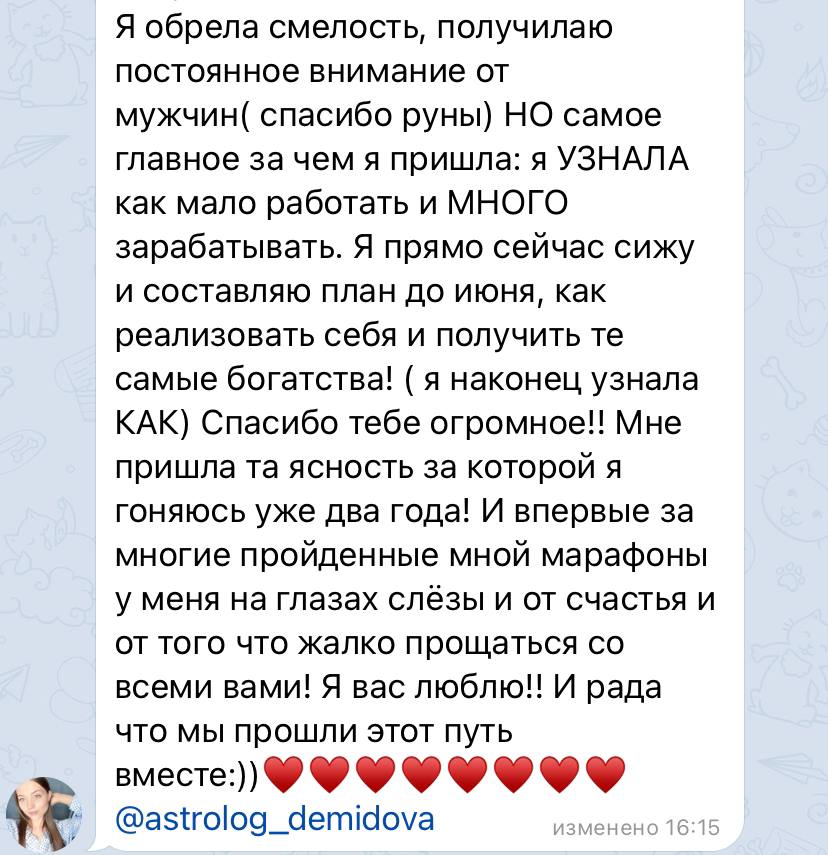 Я обрела смелость, получилаю
постоянное внимание от
мужчин( спасибо руны) НО самое
главное за чем я пришла: я УЗНАЛА
как мало работать и МНОГО
зарабатывать. Я прямо сейчас сижу
и составляю план до июня, как
реализовать себя и получить те
самые богатства! ( я наконец узнала
КАК) Спасибо тебе огромное!! Мне
пришла та ясность за которой я
гоняюсь уже два года! И впервые за
многие пройденные мной марафоны
у меня на глазах слёзы и от счастья и
от того что жалко прощаться со
всеми вами! Я вас люблю!! И рада
что мы прошли этот путь
вместе:))♥️♥️♥️♥️♥️♥️♥️♥️
@astrolog_demidova
изменено 16:15